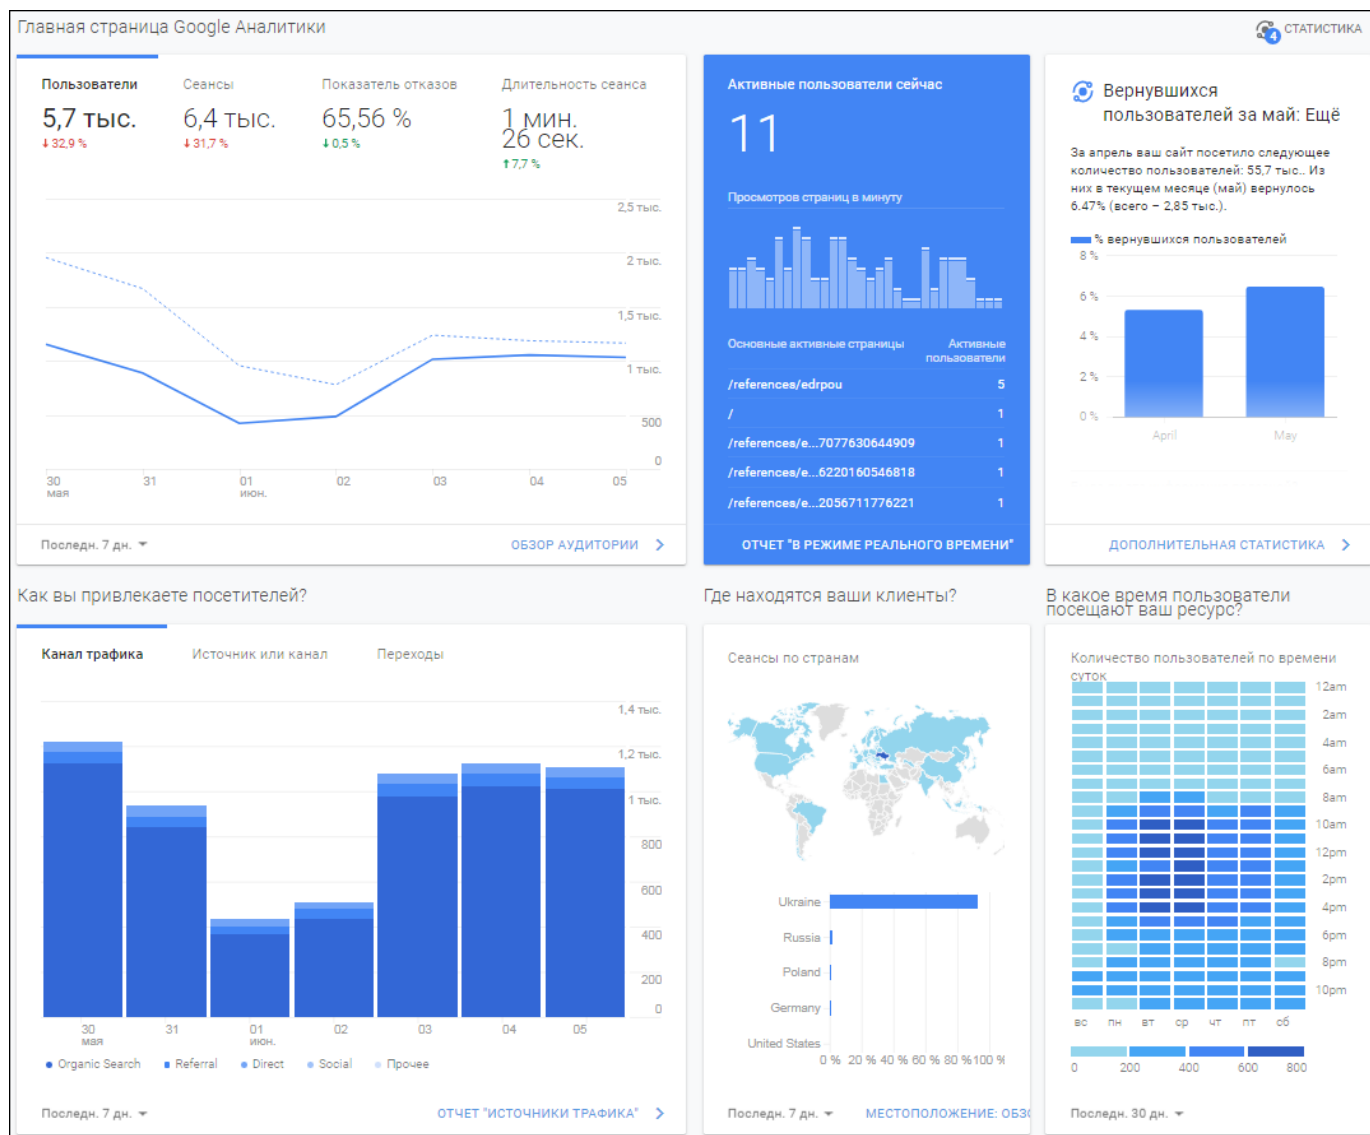 Главная страница Google Аналитики
4 СТАТИСТИКА
Пользователи Сеансы Показатель отказов Длительность сеанса
5,7 тыс. 6,4 тыс. 65,56 % 1 мин. 26 сек.
↓32,9 % ↓31,7 % ↓0,5 % ↑7,7 %
2,5 тыс.
2 тыс.
1,5 тыс.
1 тыс.
500
0
30 мая 31 01 июн. 02 03 04 05
Последн. 7 дн. ОБЗОР АУДИТОРИИ
Активные пользователи сейчас
11
Просмотров страниц в минуту
Основные активные страницы Активные пользователи
/references/edrpou 5
/ 1
/references/e...7077630644909 1
/references/e...6220160546818 1
/references/e...2056711776221 1
ОТЧЕТ "В РЕЖИМЕ РЕАЛЬНОГО ВРЕМЕНИ"
Вернувшихся
пользователей за май: Ещё
За апрель ваш сайт посетило следующее
количество пользователей: 55,7 тыс.. Из
них в текущем месяце (май) вернулось
6.47% (всего – 2,85 тыс.).
% вернувшихся пользователей
8 %
6 %
4 %
2 %
0 %
April May
ДОПОЛНИТЕЛЬНАЯ СТАТИСТИКА
Как вы привлекаете посетителей?
Канал трафика Источник или канал Переходы
1,4 тыс.
1,2 тыс.
1 тыс.
800
600
400
200
0
30 мая 31 01 июн. 02 03 04 05
Organic Search Referral Direct Social Прочее
Последн. 7 дн. ОТЧЕТ "ИСТОЧНИКИ ТРАФИКА"
Где находятся ваши клиенты?
Сеансы по странам
Ukraine
Russia
Poland
Germany
United States
0 % 20 % 40 % 60 % 80 % 100 %
Последн. 7 дн. МЕСТОПОЛОЖЕНИЕ: ОБЗО
В какое время пользователи
посещают ваш ресурс?
Количество пользователей по времени
суток
12am
2am
4am
6am
8am
10am
12pm
2pm
4pm
6pm
8pm
10pm
вс пн вт ср чт пт сб
0 200 400 600 800
Последн. 30 дн.